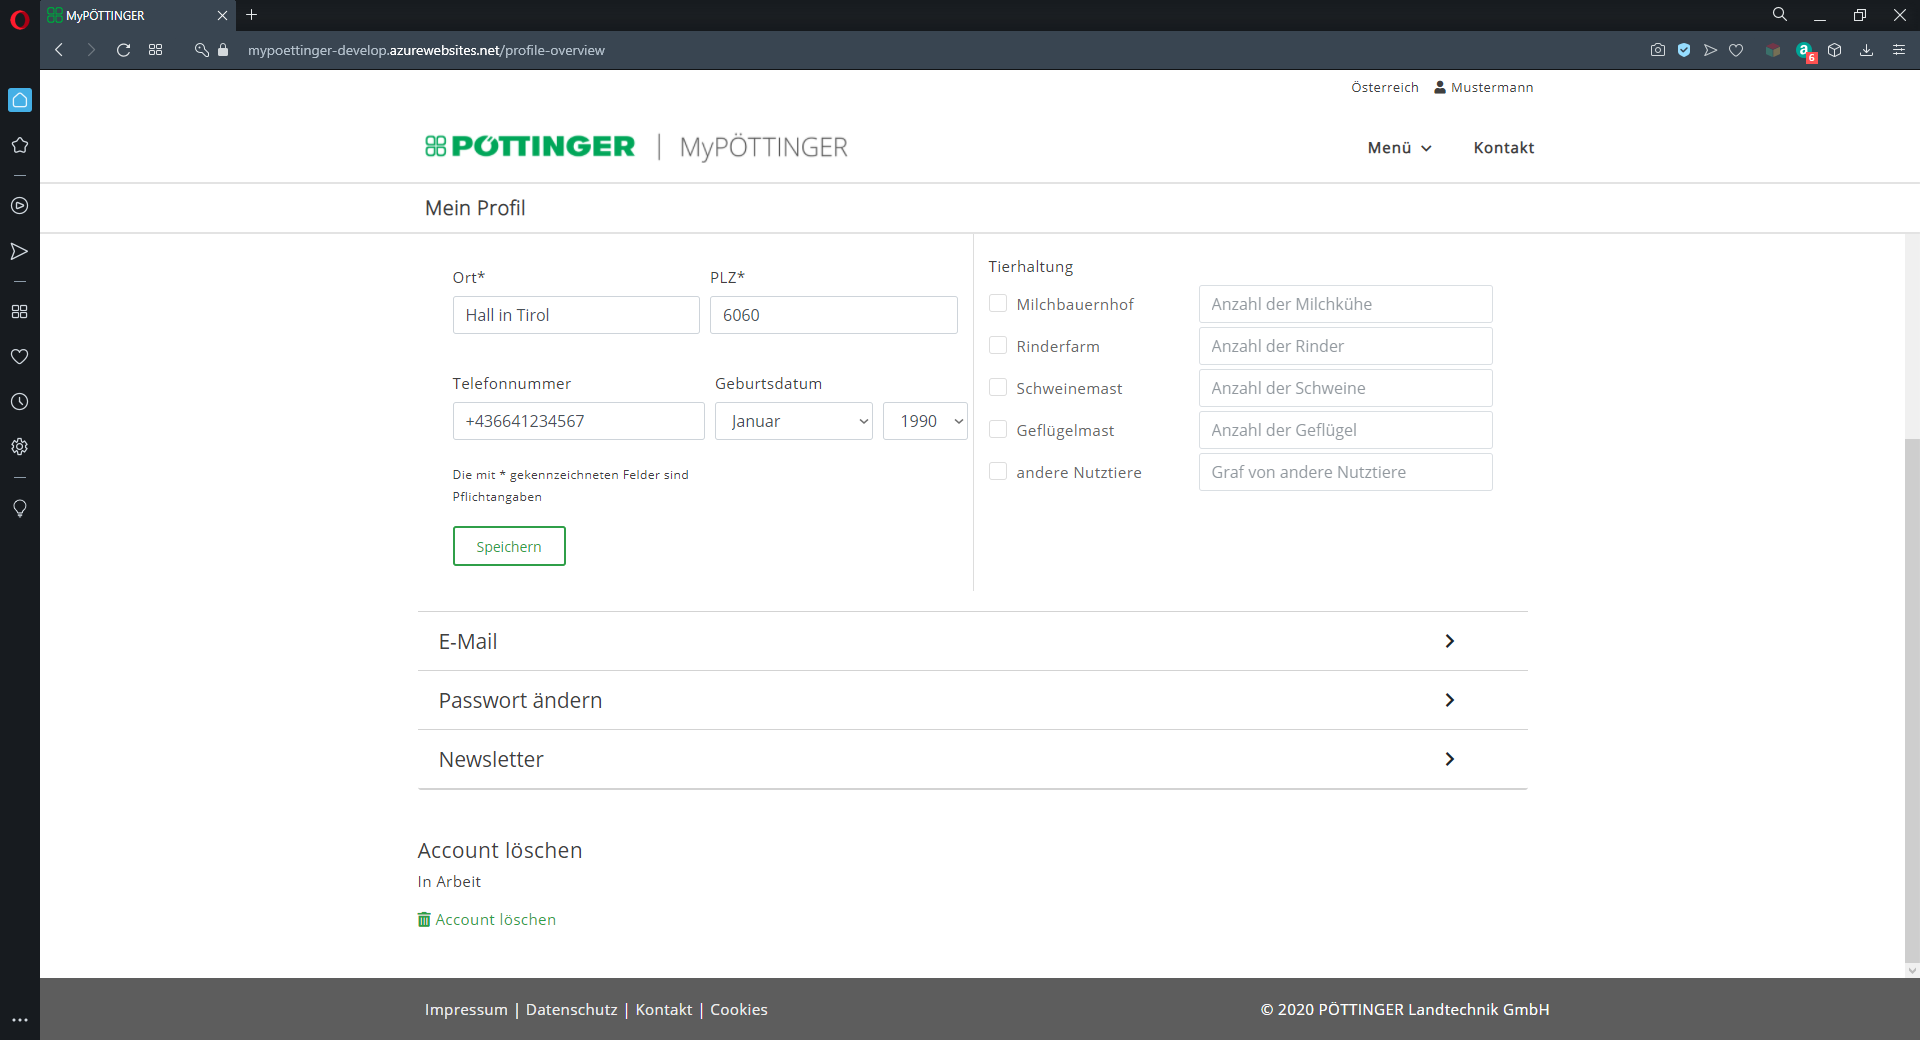 MyPÖTTINGER
mypoettinger-develop.azurewebsites.net/profile-overview
6
Österreich Mustermann
PÖTTINGER | MyPÖTTINGER
Menü Kontakt
Mein Profil
Ort* PLZ*
Hall in Tirol 6060
Telefonnummer Geburtsdatum
+436641234567 Januar 1990
Die mit * gekennzeichneten Felder sind
Pflichtangaben
Speichern
Tierhaltung
Milchbauernhof Anzahl der Milchkühe
Rinderfarm Anzahl der Rinder
Schweinemast Anzahl der Schweine
Geflügelmast Anzahl der Geflügel
andere Nutztiere Graf von andere Nutztiere
E-Mail
Passwort ändern
Newsletter
Account löschen
In Arbeit
Account löschen
Impressum | Datenschutz | Kontakt | Cookies
© 2020 PÖTTINGER Landtechnik GmbH